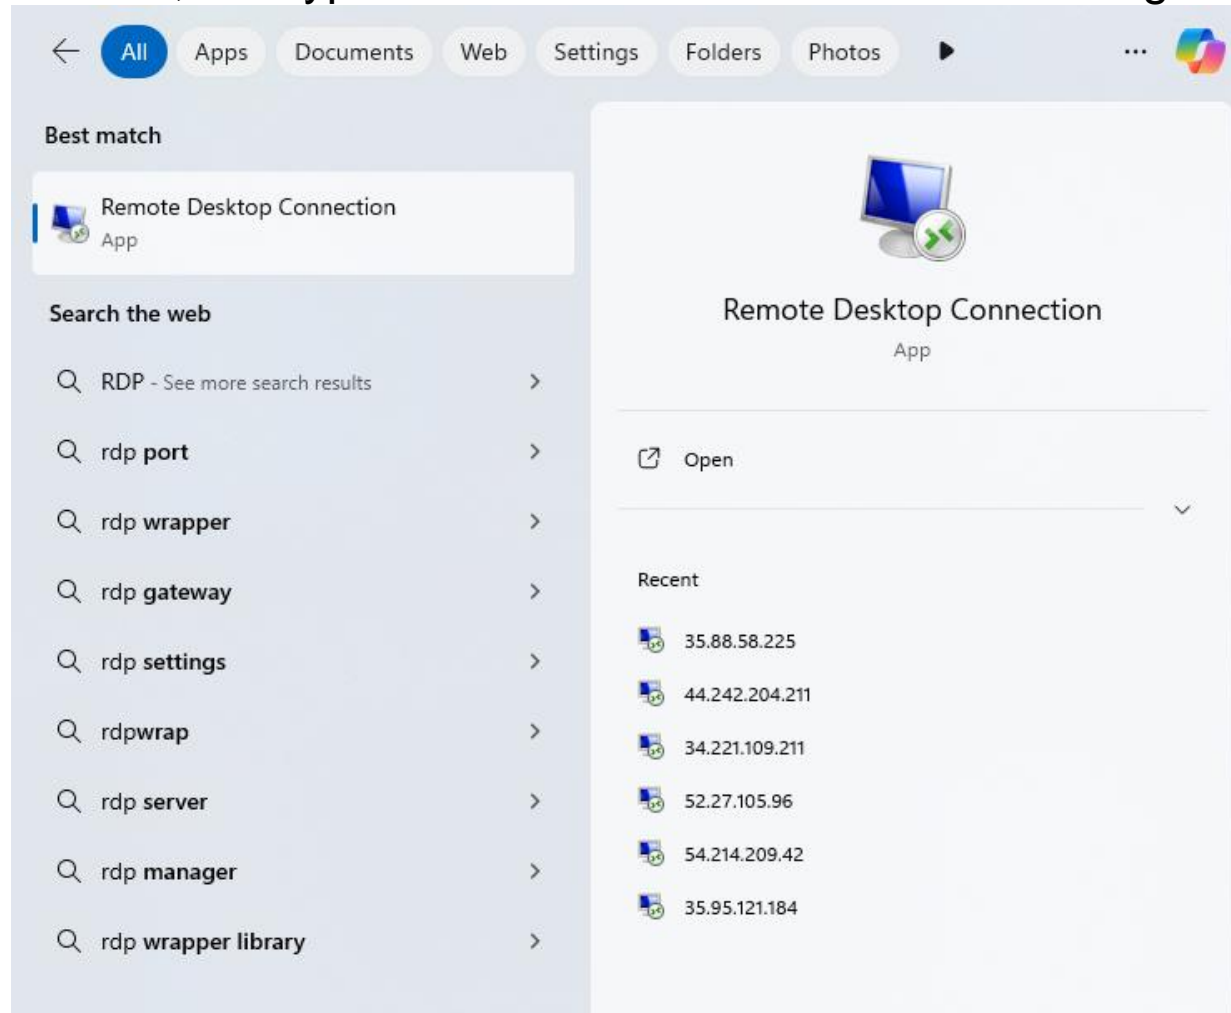 All Apps Documents Web Settings Folders Photos ...
Best match
Remote Desktop Connection
App
Search the web
RDP - See more search results
rdp port
rdp wrapper
rdp gateway
rdp settings
rdpwrap
rdp server
rdp manager
rdp wrapper library
Remote Desktop Connection
App
Open
Recent
35.88.58.225
44.242.204.211
34.221.109.211
52.27.105.96
54.214.209.42
35.95.121.184